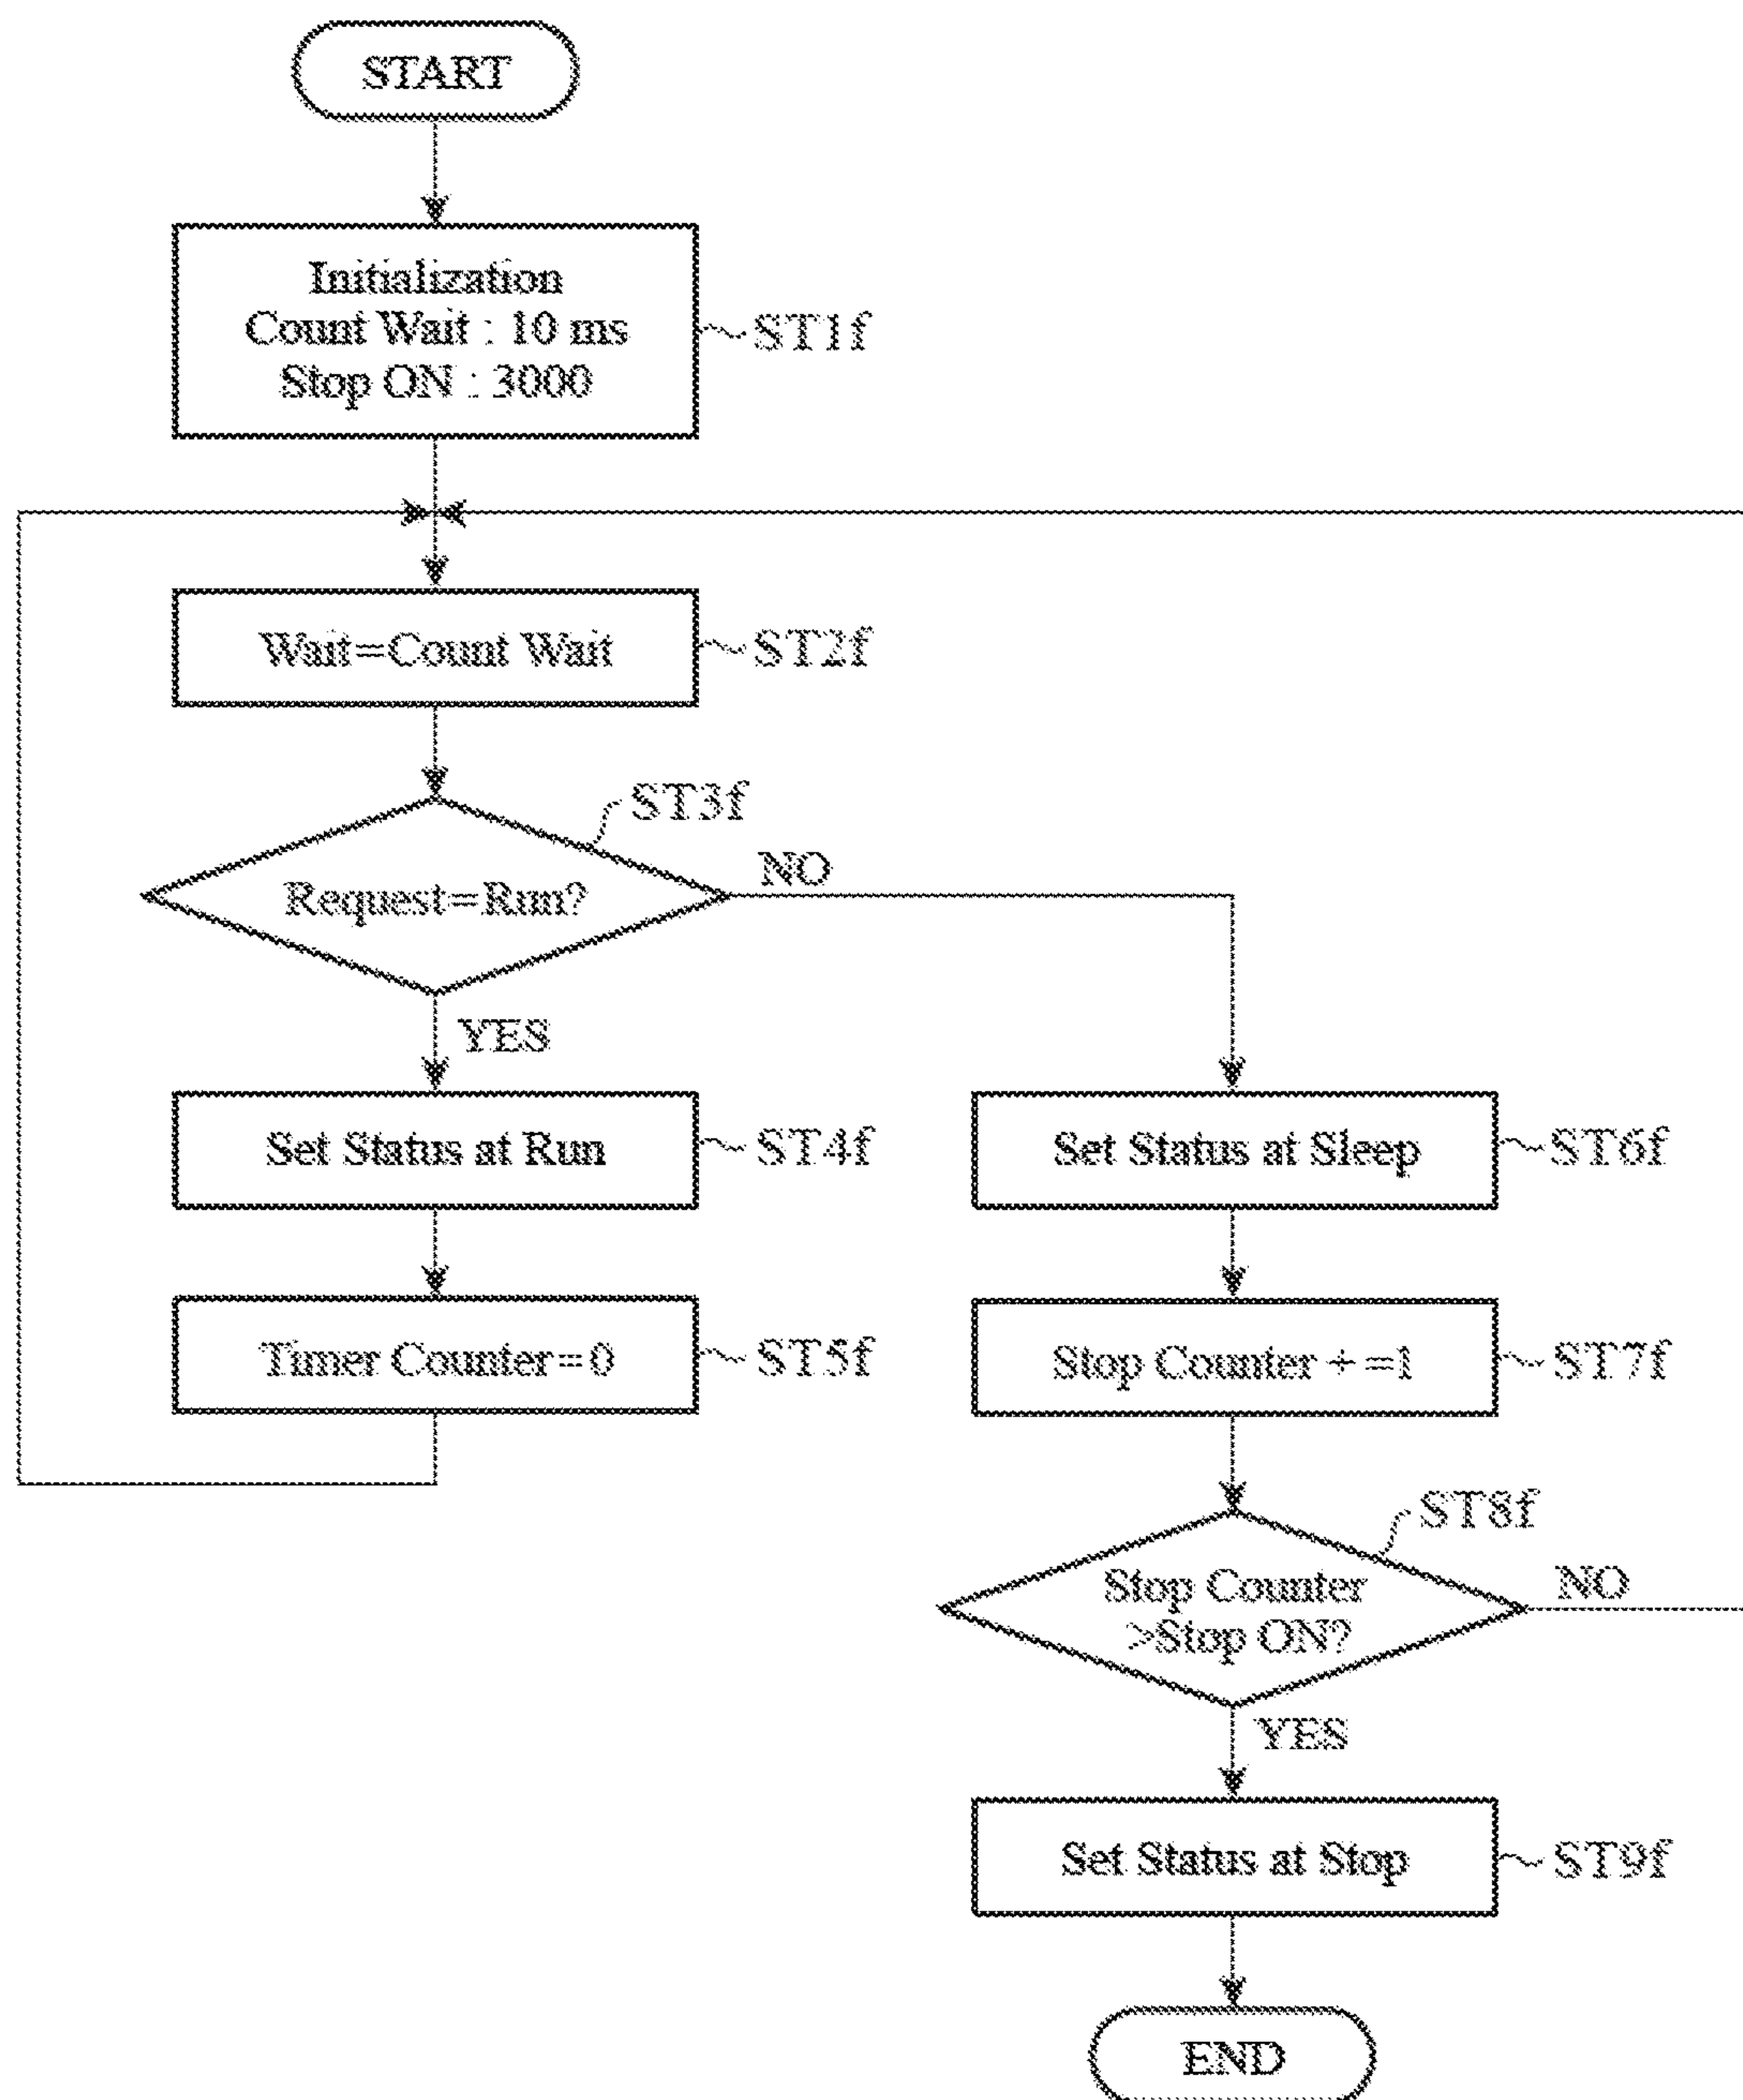 START
Initialization
Count Wait : 10 ms
Stop ON : 3000
ST1f
Wait=Count Wait
ST2f
ST3f
Request=Run?
NO
YES
Set Status at Run
ST4f
Set Status at Sleep
ST6f
Timer Counter=0
ST5f
Stop Counter + =1
ST7f
ST8f
Stop Counter
>Stop ON?
NO
YES
Set Status at Stop
ST9f
END